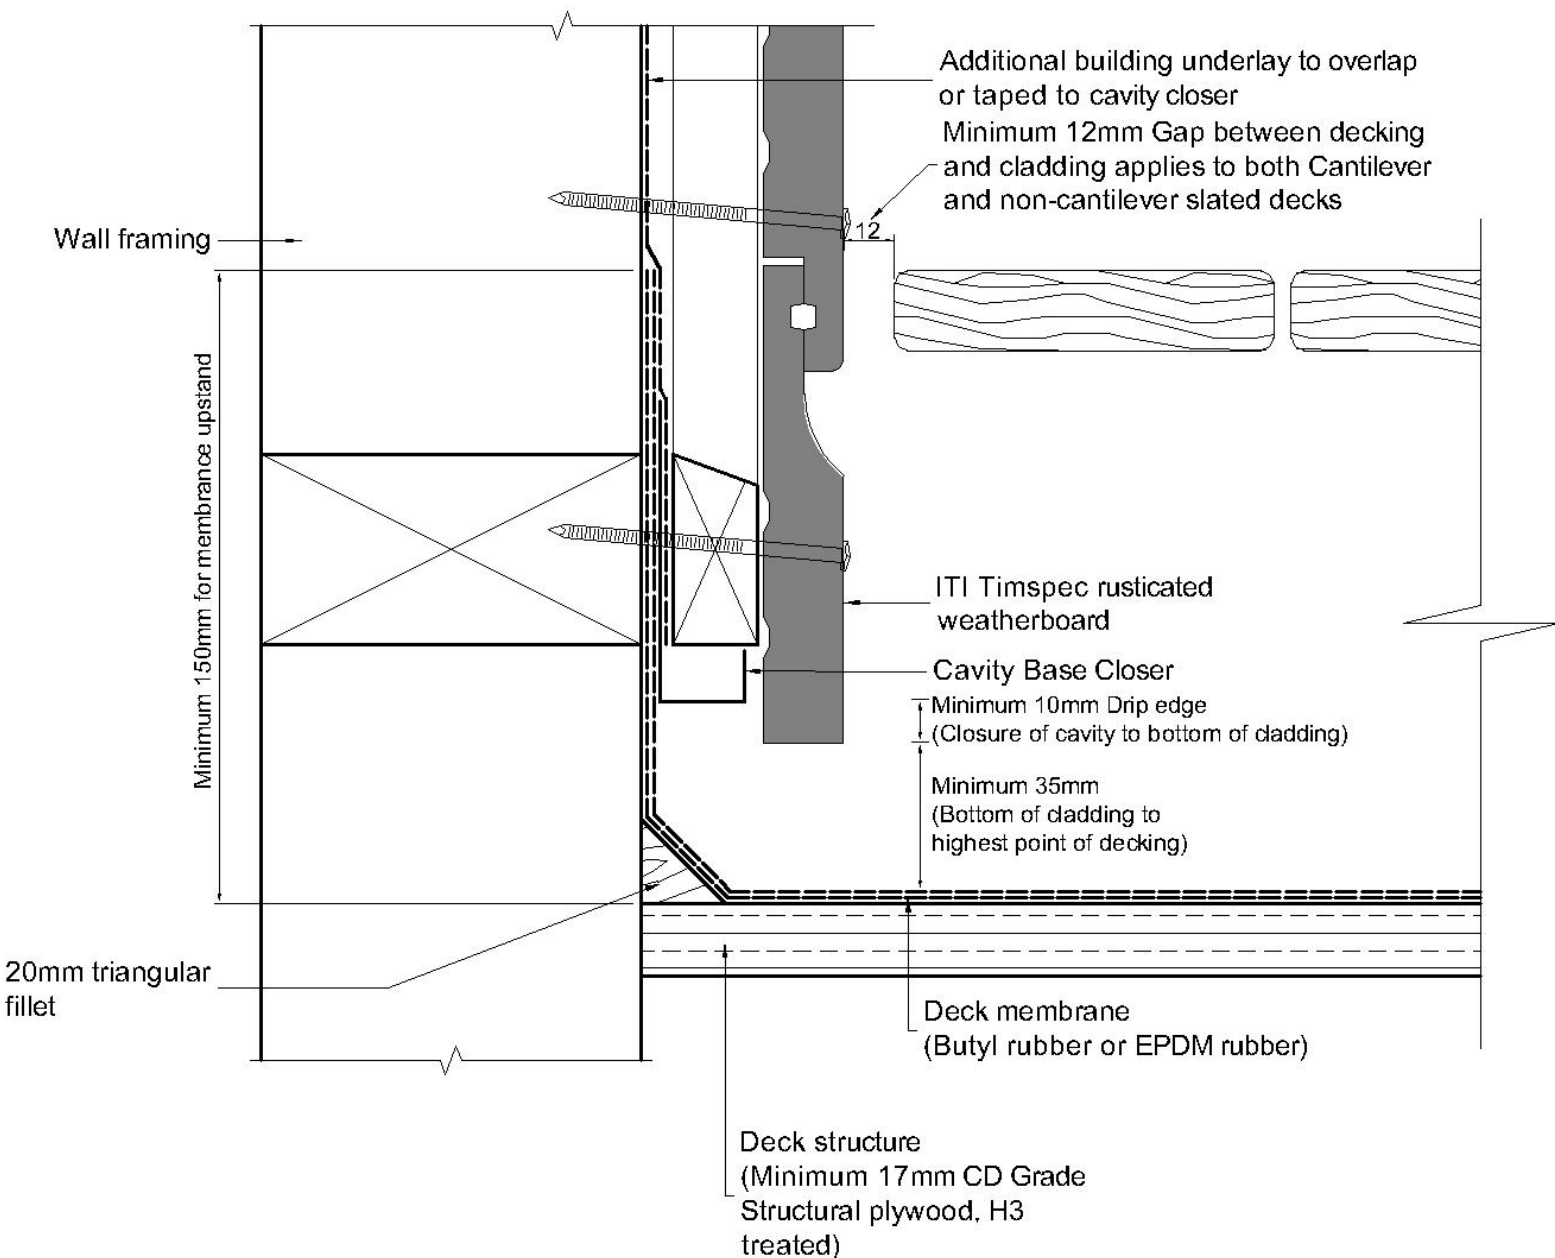 Additional building underlay to overlap
or taped to cavity closer
Minimum 12mm Gap between decking
and cladding applies to both Cantilever
and non-cantilever slated decks
12
Wall framing
Minimum 150mm for membrance upstand
ITI Timspec rusticated
weatherboard
Cavity Base Closer
Minimum 10mm Drip edge
(Closure of cavity to bottom of cladding)
Minimum 35mm
(Bottom of cladding to
highest point of decking)
20mm triangular
fillet
Deck membrane
(Butyl rubber or EPDM rubber)
Deck structure
(Minimum 17mm CD Grade
Structural plywood, H3
treated)